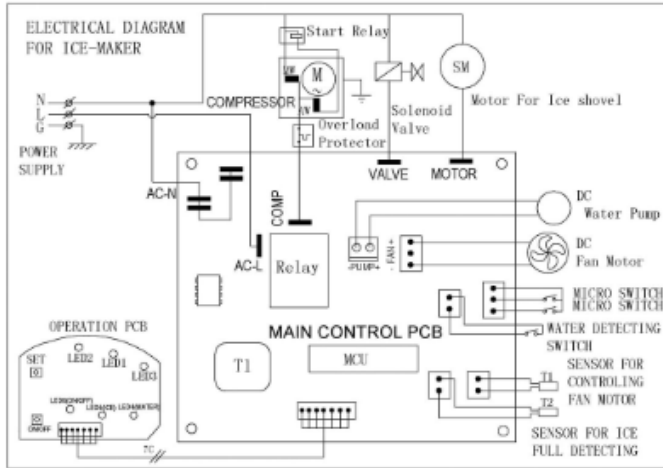 ELECTRICAL DIAGRAM
FOR ICE-MAKER
Start Relay
M
SM
COMPRESSOR
Motor For Ice shovel
Solenoid
Valve
Overload
Protector
N
L
G
POWER
SUPPLY
AC-N
COMP
VALVE
MOTOR
DC
Water Pump
-PUMP+
- FAN +
DC
Fan Motor
AC-L
Relay
MICRO SWITCH
MICRO SWITCH
WATER DETECTING
SWITCH
MAIN CONTROL PCB
T1
MCU
OPERATION PCB
SET
LED2
LED1
LED3
ON/OFF
7C
T1
SENSOR FOR
CONTROLING
FAN MOTOR
T2
SENSOR FOR ICE
FULL DETECTING